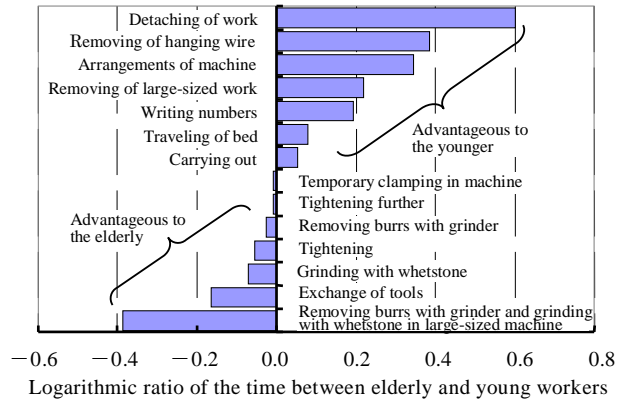 Detaching of work
Removing of hanging wire
Arrangements of machine
Removing of large-sized work
Writing numbers
Traveling of bed
Carrying out
Advantageous to
the younger
Temporary clamping in machine
Tightening further
Removing burrs with grinder
Tightening
Grinding with whetstone
Exchange of tools
Removing burrs with grinder and grinding
with whetstone in large-sized machine
Advantageous to
the elderly
−0.6 −0.4 −0.2 0.0 0.2 0.4 0.6 0.8
Logarithmic ratio of the time between elderly and young workers